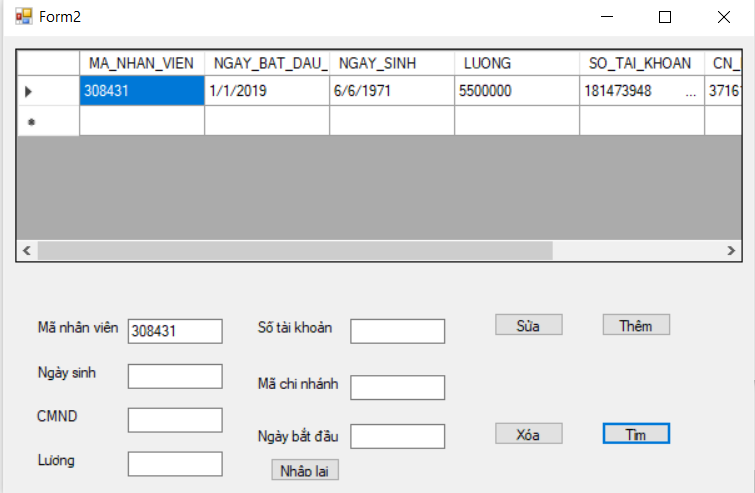 Form2
MA_NHAN_VIEN NGAY_BAT_DAU_ NGAY_SINH LUONG SO_TAI_KHOAN CN_
308431 1/1/2019 6/6/1971 5500000 181473948 ... 3716
Mã nhân viên 308431 Số tài khoản Sửa Thêm
Ngày sinh
Mã chi nhánh
CMND
Ngày bắt đầu Xóa Tìm
Lương
Nhập lại